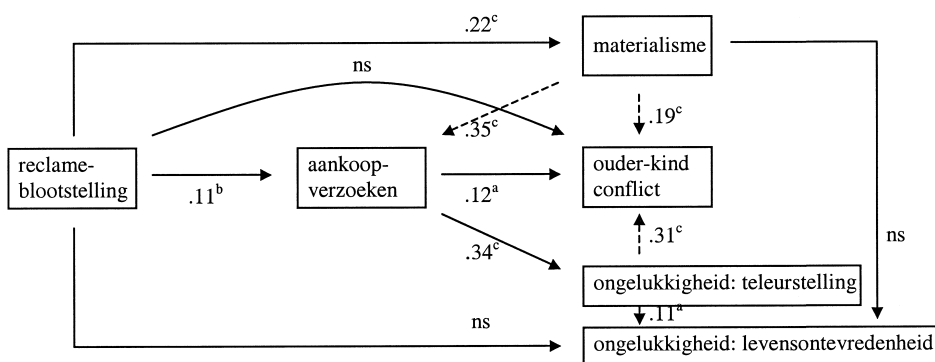 .22ᶜ
materialisme
ns
.35ᶜ
.19ᶜ
reclame-
blootstelling
.11ᵇ
aankoop-
verzoeken
.12ᵃ
ouder-kind
conflict
.34ᶜ
.31ᶜ
ns
ongelukkigheid: teleurstelling
.11ᵃ
ns
ongelukkigheid: levensontevredenheid